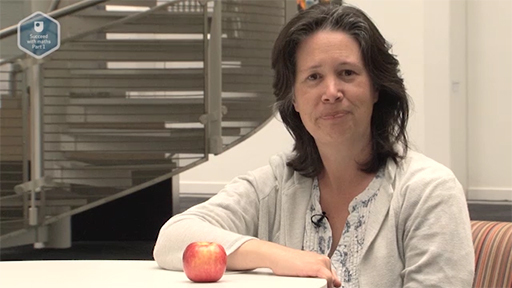 Succeed
with maths
Part 1